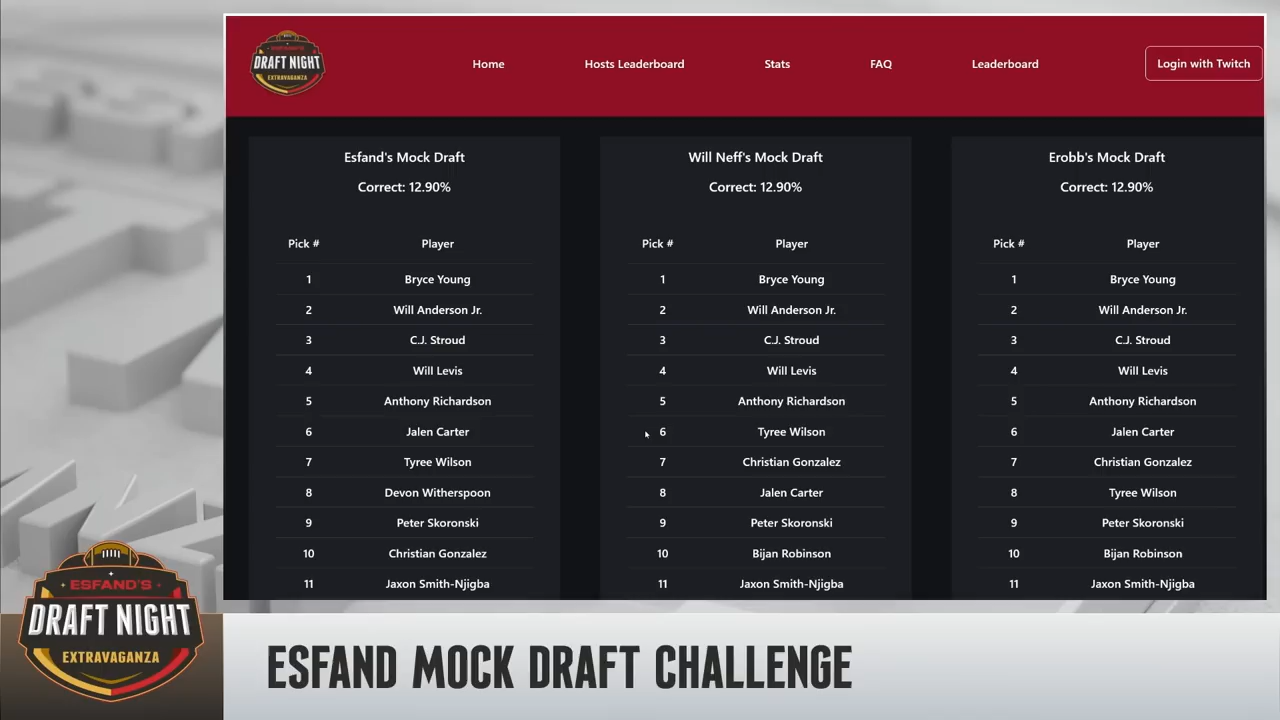 ESFAND'S
DRAFT NIGHT
EXTRAVAGANZA
Home
Hosts Leaderboard
Stats
FAQ
Leaderboard
Login with Twitch
Esfand's Mock Draft
Correct: 12.90%
Pick # Player
1 Bryce Young
2 Will Anderson Jr.
3 C.J. Stroud
4 Will Levis
5 Anthony Richardson
6 Jalen Carter
7 Tyree Wilson
8 Devon Witherspoon
9 Peter Skoronski
10 Christian Gonzalez
11 Jaxon Smith-Njigba
Will Neff's Mock Draft
Correct: 12.90%
Pick # Player
1 Bryce Young
2 Will Anderson Jr.
3 C.J. Stroud
4 Will Levis
5 Anthony Richardson
6 Tyree Wilson
7 Christian Gonzalez
8 Jalen Carter
9 Peter Skoronski
10 Bijan Robinson
11 Jaxon Smith-Njigba
Erobb's Mock Draft
Correct: 12.90%
Pick # Player
1 Bryce Young
2 Will Anderson Jr.
3 C.J. Stroud
4 Will Levis
5 Anthony Richardson
6 Jalen Carter
7 Christian Gonzalez
8 Tyree Wilson
9 Peter Skoronski
10 Bijan Robinson
11 Jaxon Smith-Njigba
ESFAND'S
DRAFT NIGHT
EXTRAVAGANZA
ESFAND MOCK DRAFT CHALLENGE